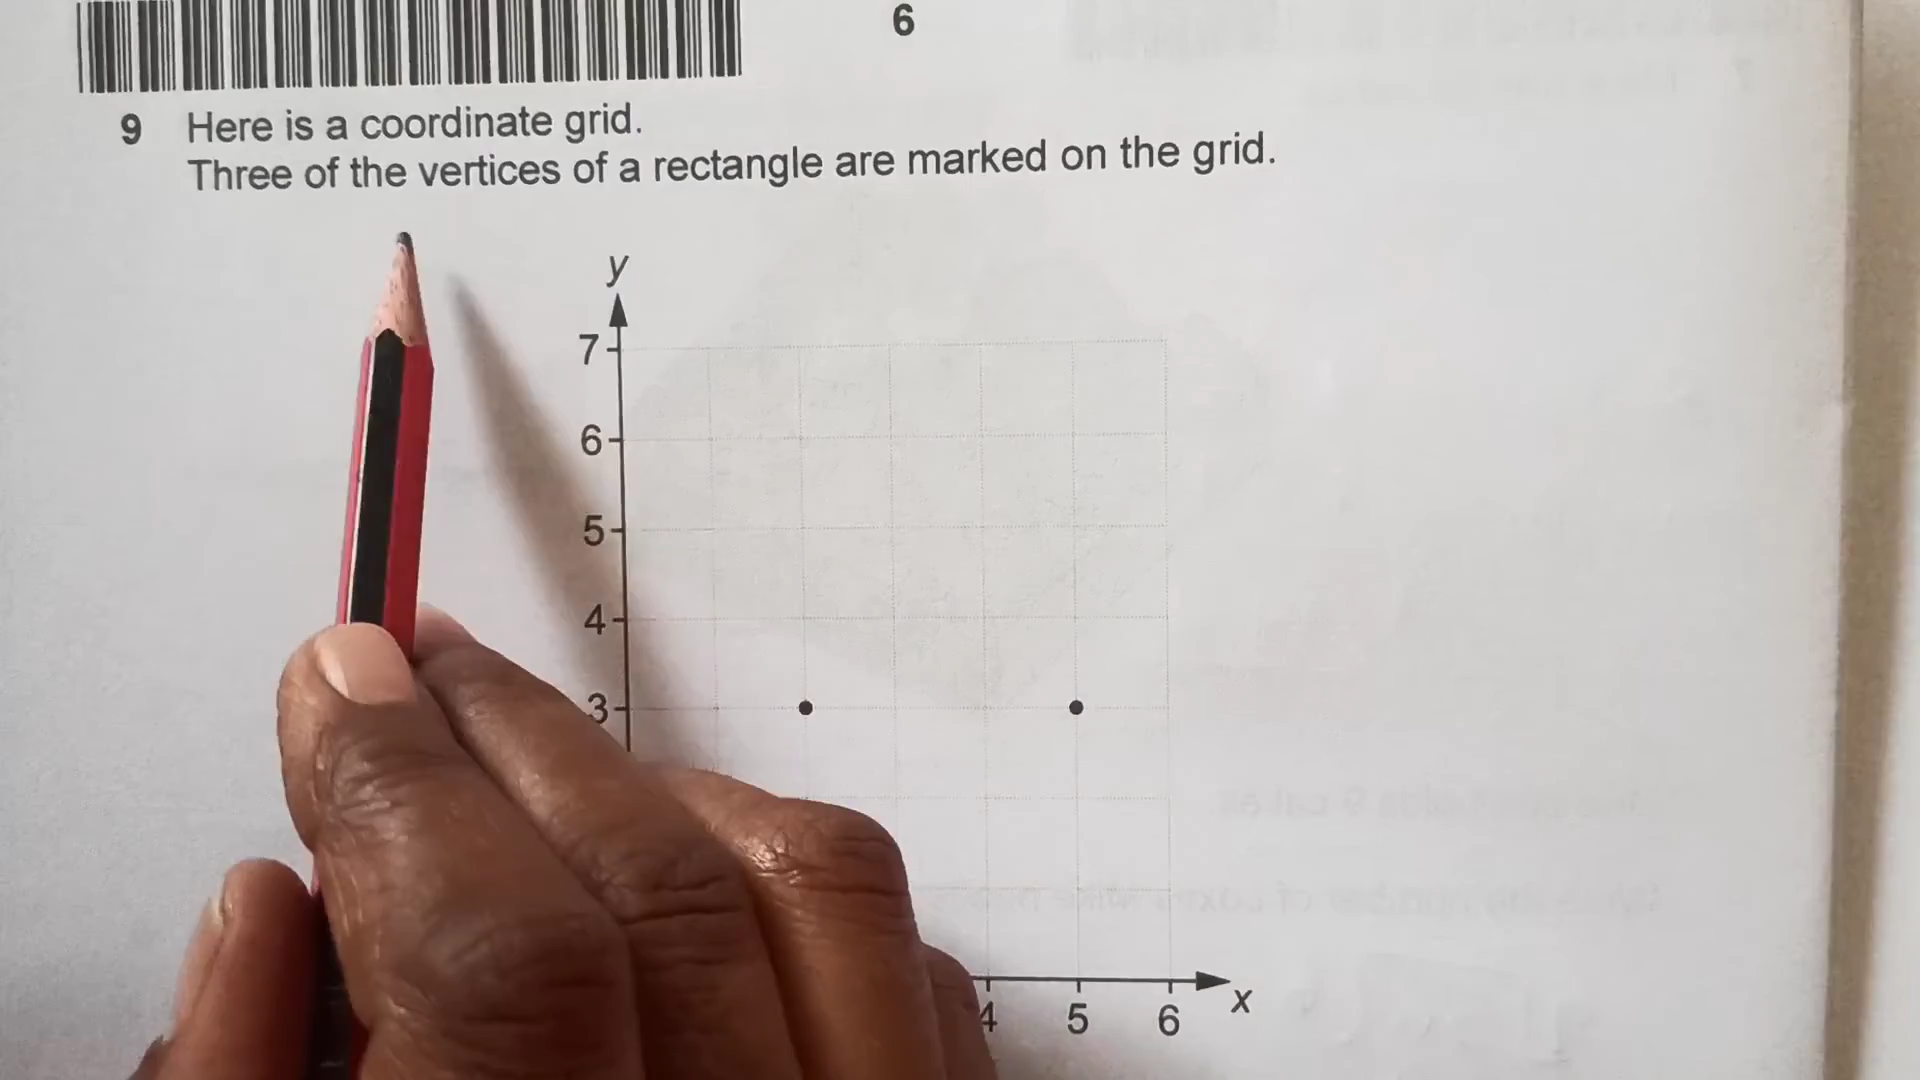 6
9 Here is a coordinate grid.
Three of the vertices of a rectangle are marked on the grid.
y
7
6
5
4
3
4 5 6 x